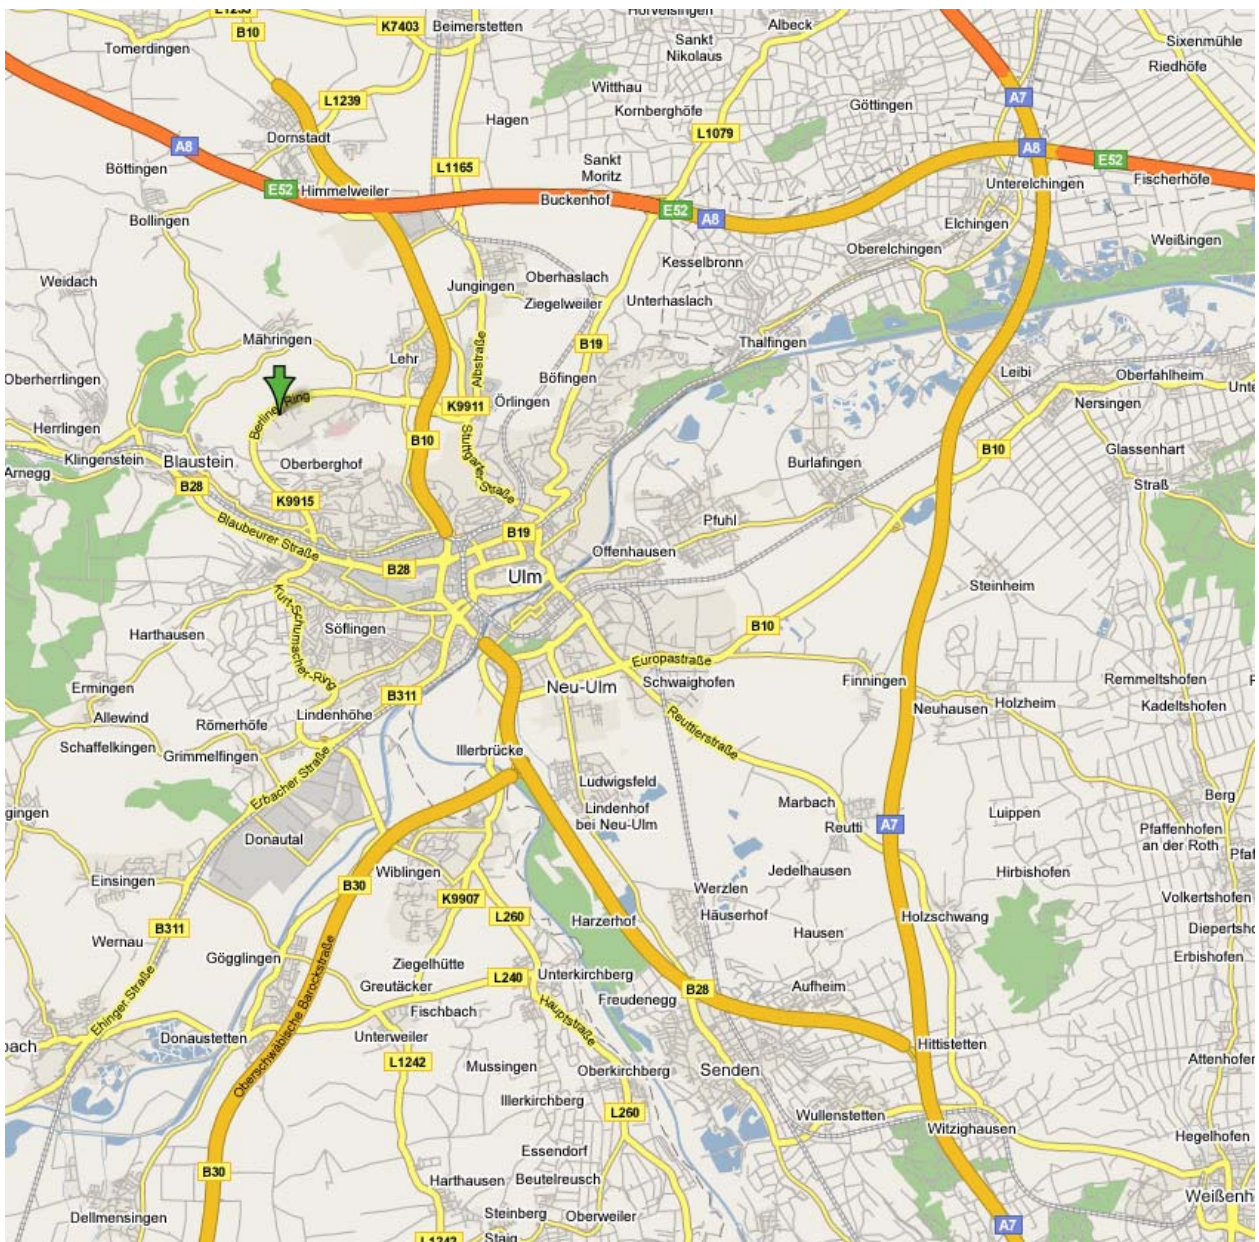 B10
K7403
Beimerstetten
Albeck
Tomerdingen
Sankt
Nikolaus
Sixenmühle
Riedhöfe
L1239
Witthau
Kornberghöfe
Göttingen
A7
Hagen
L1079
Dornstadt
A8
A8
E52
Böttingen
L1165
Sankt
Moritz
Fischerhöfe
Unterelchingen
E52
Himmelweiler
Buckenhof
E52
A8
Bollingen
Elchingen
Weißingen
Oberelchingen
Kesselbronn
Weidach
Oberhaslach
Jungingen
Ziegelweiler
Unterhaslach
Mähringen
Albstraße
B19
Thalfingen
Lehr
Leibi
Oberherrlingen
Böfingen
Oberfahlheim
Berliner Ring
Örlingen
K9911
Nersingen
Herrlingen
Stuttgarter Straße
B10
B10
Glassenhart
Klingenstein
Blaustein
Oberberghof
Burlafingen
Arnegg
B28
Straß
K9915
Blaubeurer Straße
Pfuhl
B19
Offenhausen
B28
Ulm
Steinheim
Kurt-Schumacher-Ring
Harthausen
Söflingen
B10
Europastraße
Ermingen
Neu-Ulm
Schwaighofen
Finningen
Remmeltshofen
B311
Allewind
Römerhöfe
Lindenhöhe
Neuhausen
Holzheim
Kadeltshofen
Schaffelkingen
Grimmelfingen
Reuttierstraße
Illerbrücke
Erbacher Straße
Ludwigsfeld
Lindenhof
bei Neu-Ulm
Marbach
Berg
Luippen
Reutti
A7
Pfaffenhofen
an der Roth
Donautal
Wiblingen
Jedelhausen
Hirbishofen
Einsingen
B30
Werzlen
K9907
Volkertshofen
L260
Harzerhof
Häuserhof
Holzschwang
B311
Wernau
Hausen
Erbishofen
Gögglingen
Ziegelhütte
L240
Unterkirchberg
Greutäcker
B28
Aufheim
Ehinger Straße
Oberschwäbische Barockstraße
Freudenegg
Fischbach
Hauptstraße
Donaustetten
Unterweiler
Hittistetten
L1242
Mussingen
Oberkirchberg
Senden
Attenhofen
Illerkirchberg
L260
Wullenstetten
Witzighausen
Hegelhofen
Essendorf
B30
Harthausen
Beutelreusch
Dellmensingen
Steinberg
Oberweiler
A7
Staig